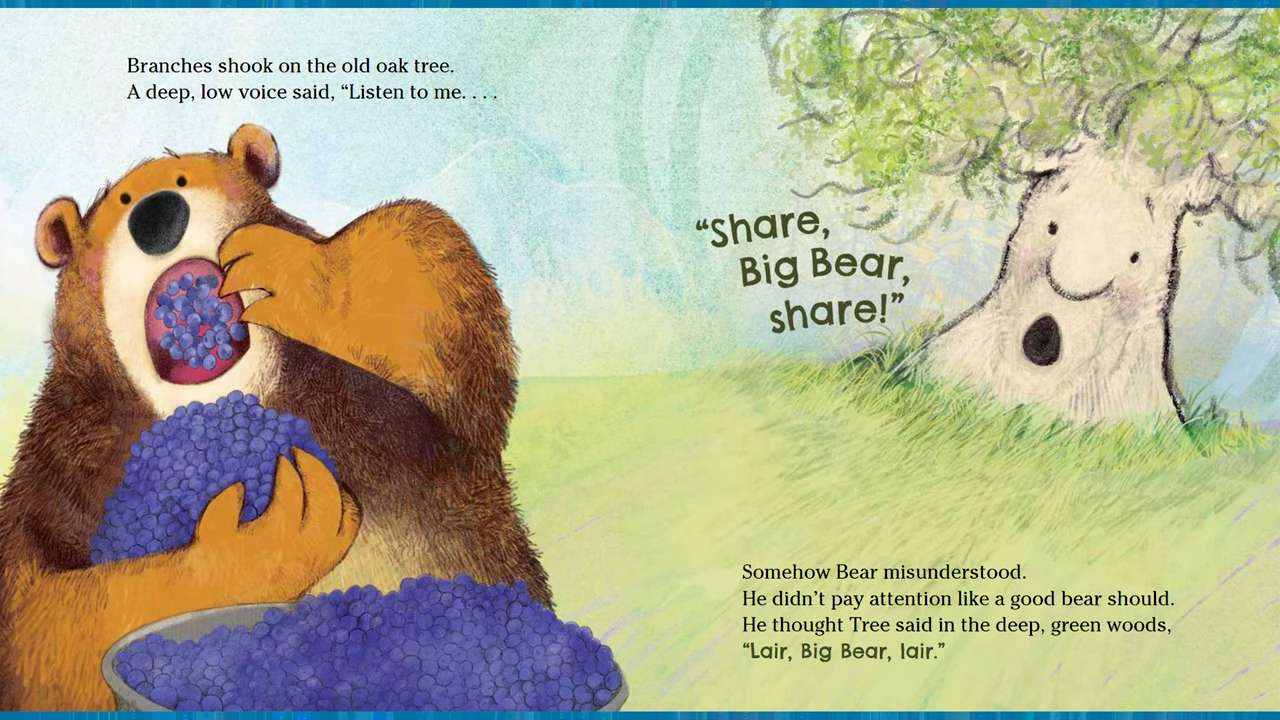 Branches shook on the old oak tree.
A deep, low voice said, “Listen to me. . . .
“Share,
Big Bear,
share!”
Somehow Bear misunderstood.
He didn’t pay attention like a good bear should.
He thought Tree said in the deep, green woods,
“Lair, Big Bear, lair.”